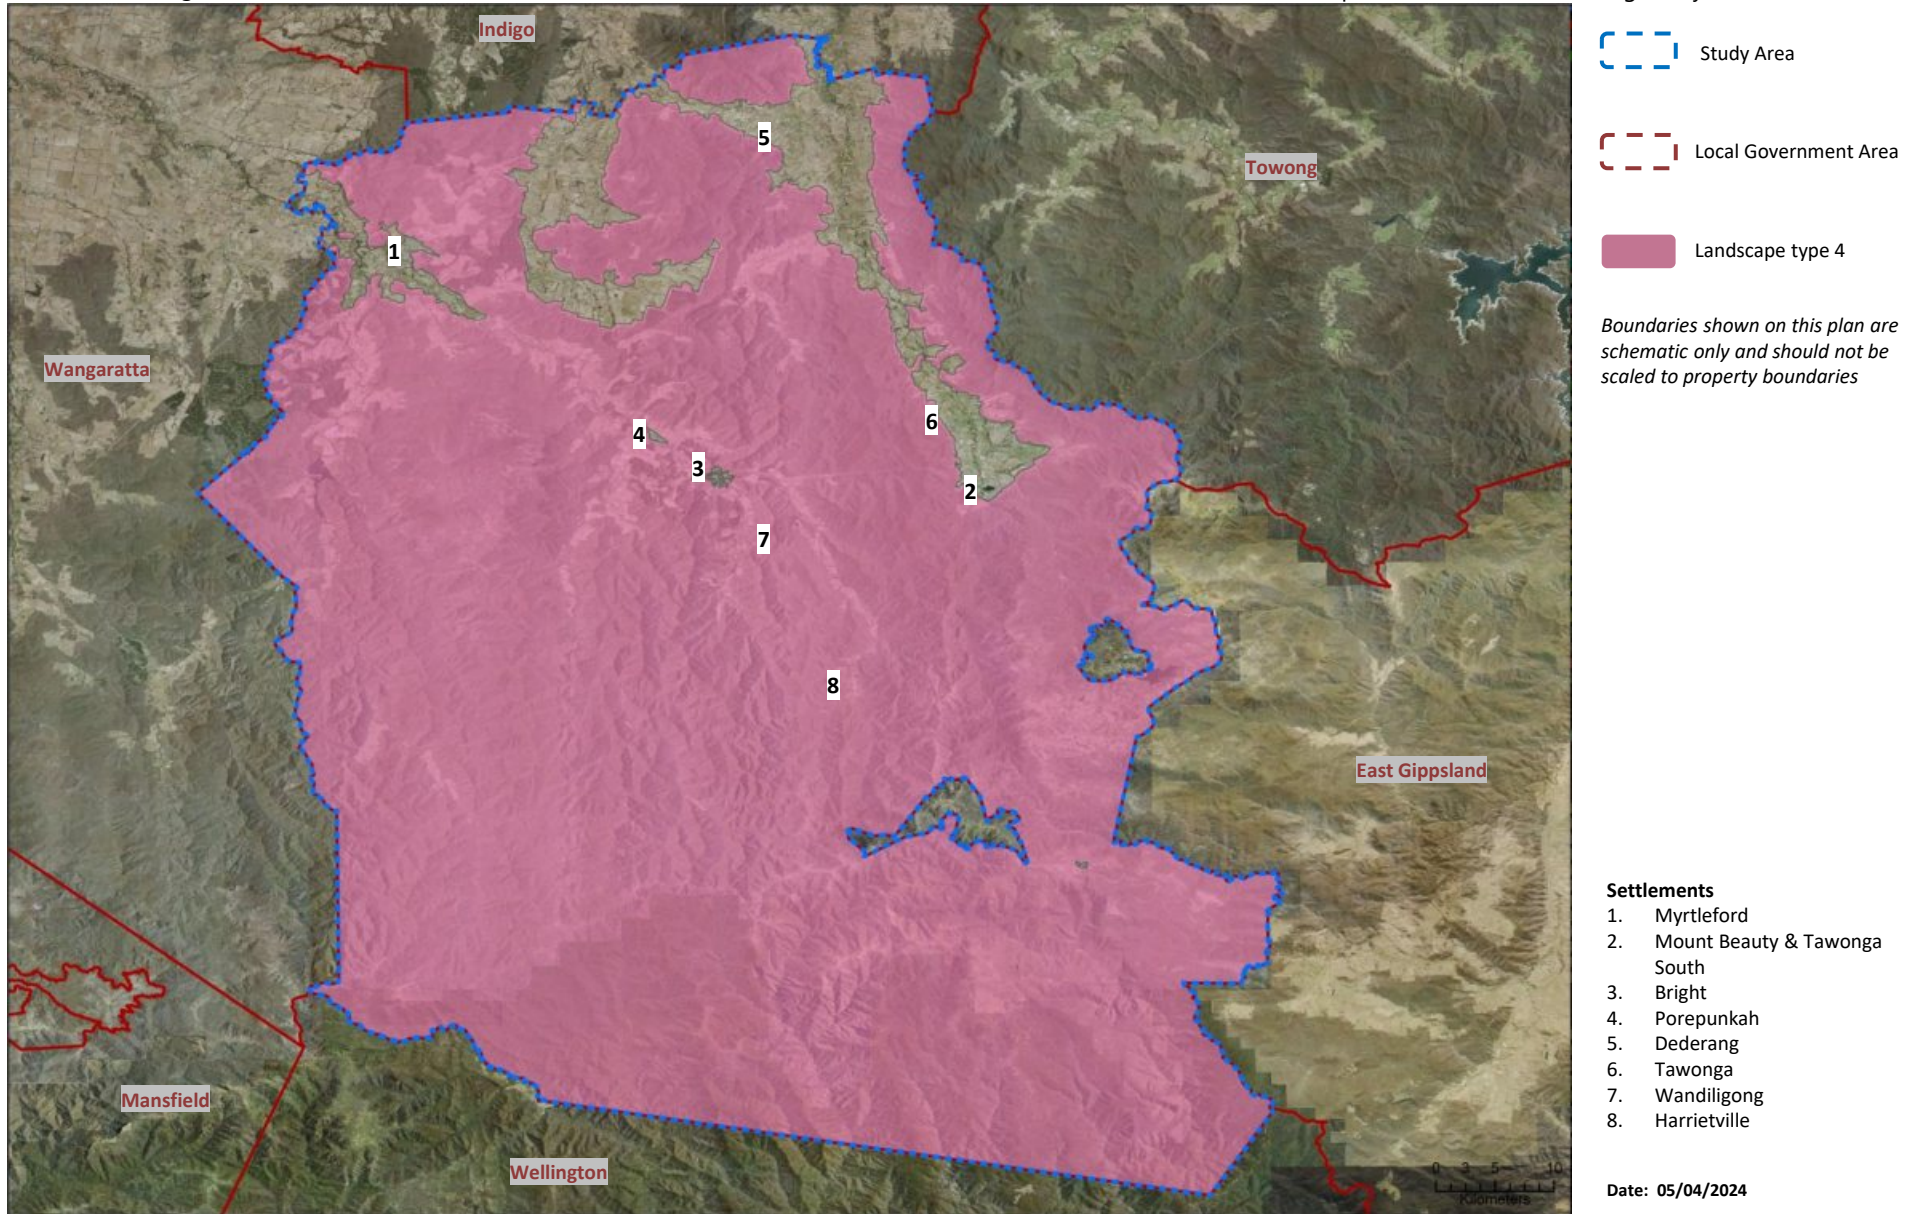 Indigo
Towong
Wangaratta
East Gippsland
Mansfield
Wellington
1
5
6
4
3
2
7
8
0 3 5 10
Kilometers
Study Area
Local Government Area
Landscape type 4
Boundaries shown on this plan are
schematic only and should not be
scaled to property boundaries
Settlements
1. Myrtleford
2. Mount Beauty & Tawonga
South
3. Bright
4. Porepunkah
5. Dederang
6. Tawonga
7. Wandiligong
8. Harrietville
Date: 05/04/2024